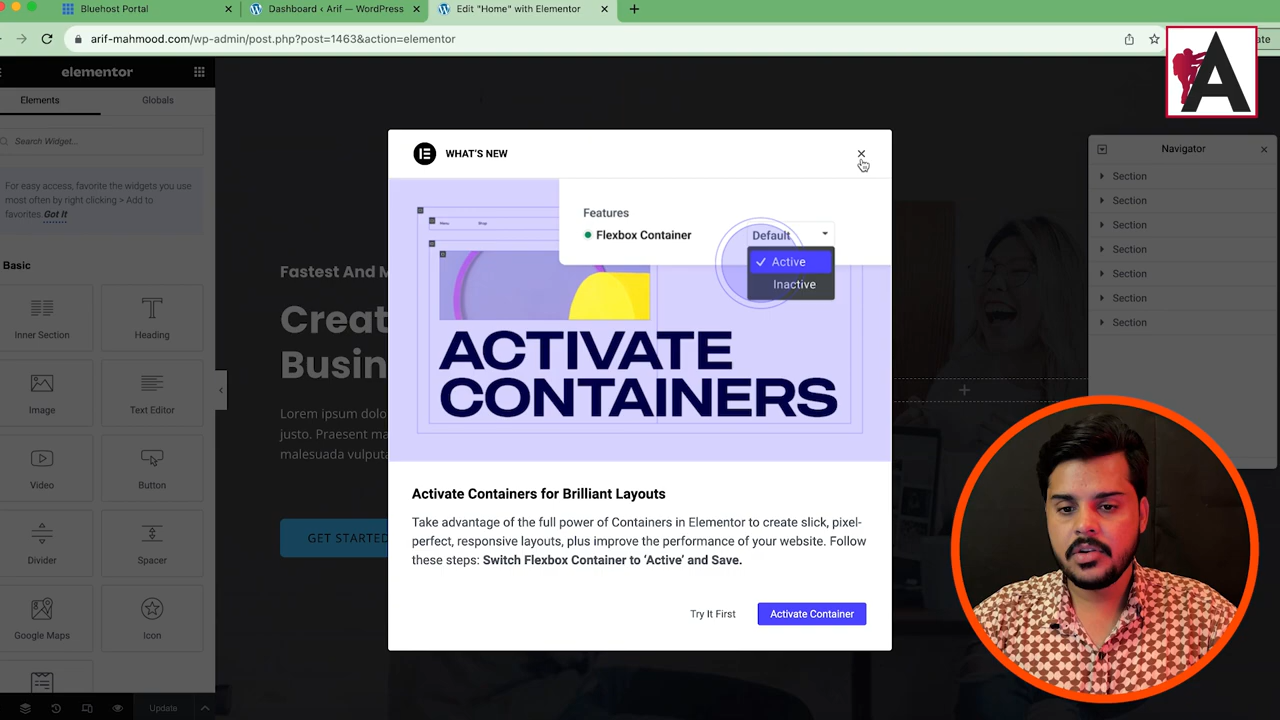 Bluehost Portal
Dashboard ‹ Arif — WordPress
Edit "Home" with Elementor
arif-mahmood.com/wp-admin/post.php?post=1463&action=elementor
A
elementor
Elements
Globals
Search Widget...
For easy access, favorite the widgets you
use most often by right clicking > Add to
favorites Got It
Basic
Inner Section
Heading
Image
Text Editor
Video
Button
Divider
Spacer
Google Maps
Icon
Update
Fastest And M
Creat
Busin
Lorem ipsum dolo
justo. Praesent ma
malesuada vulput
GET STARTED
WHAT'S NEW
Menu
Shop
Features
Flexbox Container
Default
Active
Inactive
ACTIVATE
CONTAINERS
Activate Containers for Brilliant Layouts
Take advantage of the full power of Containers in Elementor to create slick, pixel-
perfect, responsive layouts, plus improve the performance of your website. Follow
these steps: Switch Flexbox Container to 'Active' and Save.
Try It First
Activate Container
Navigator
Section
Section
Section
Section
Section
Section
Section